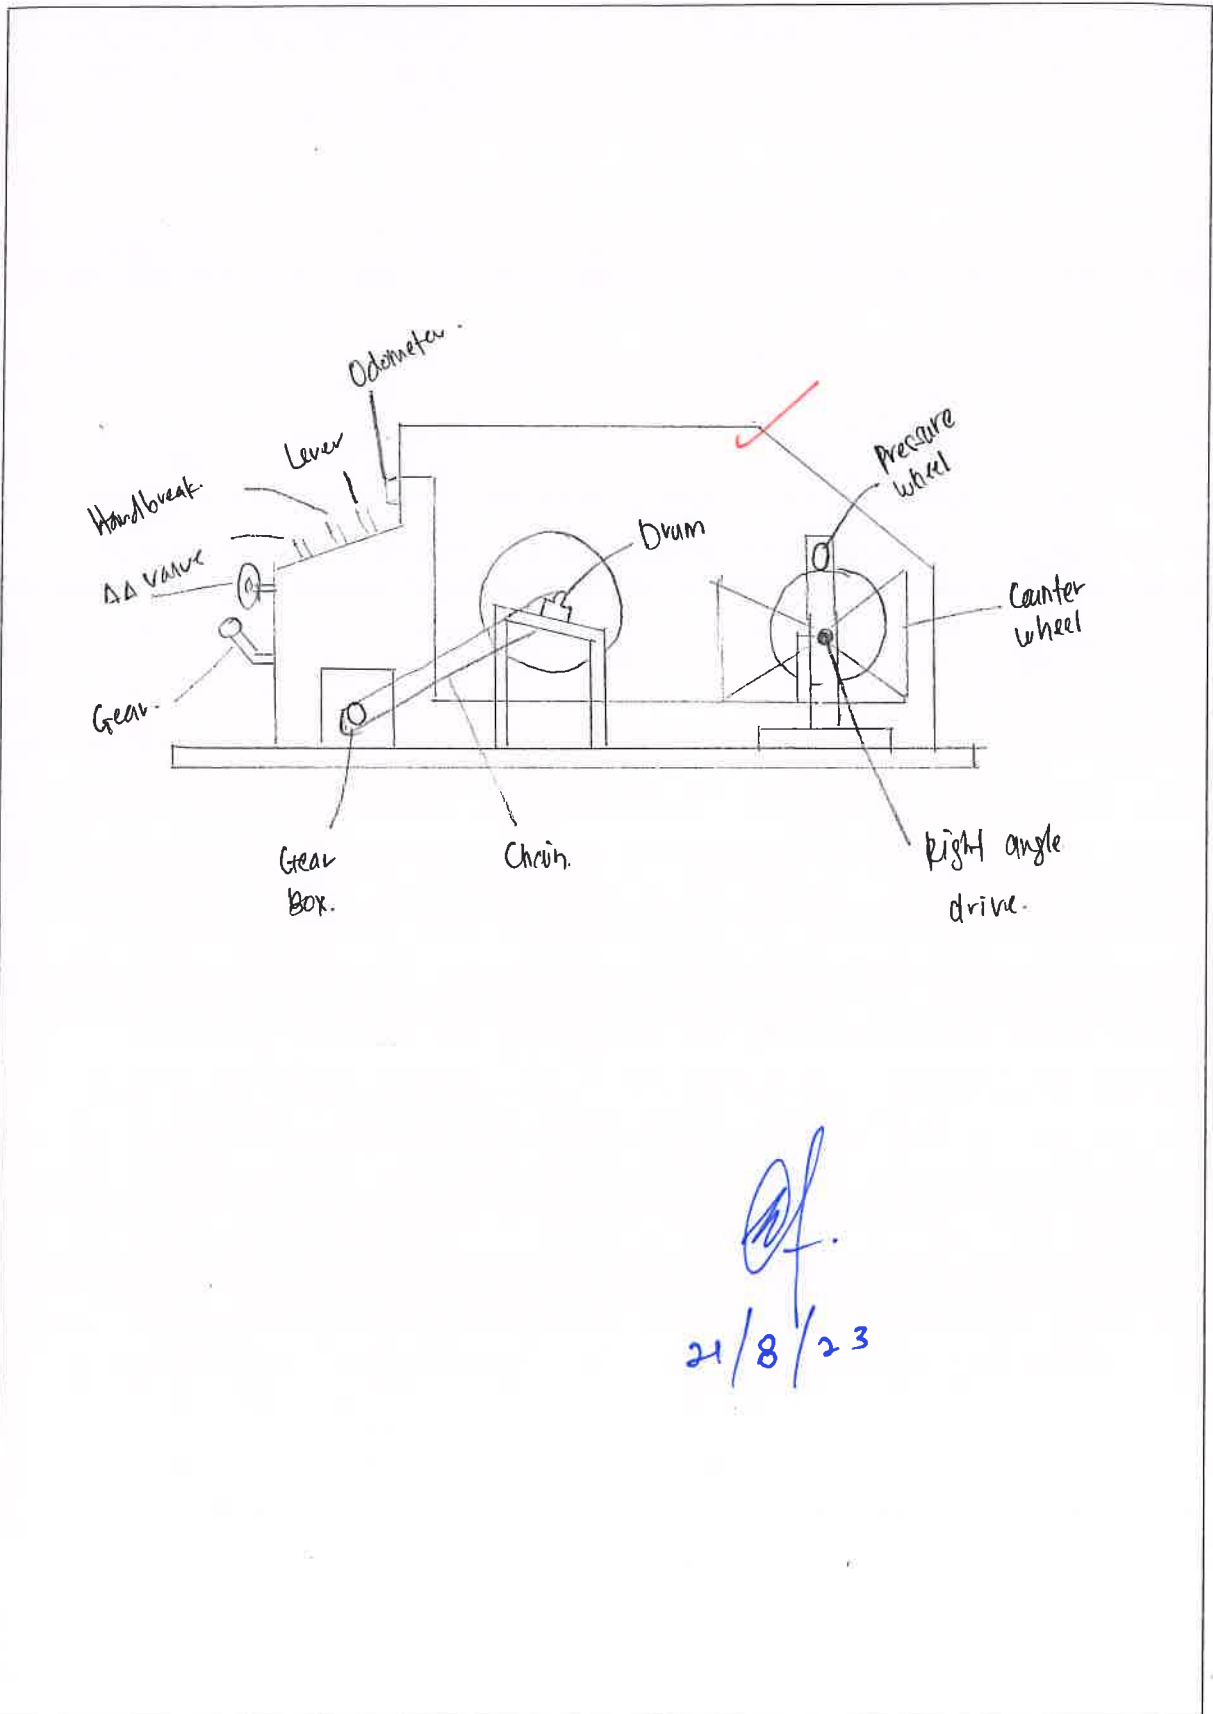 Odometer.
Lever
Handbreak.
ΔΔ valve
Gear.
Drum
Pressure
wheel
Counter
wheel
Gear
Box.
Chain.
Right angle
drive.
21/8/23